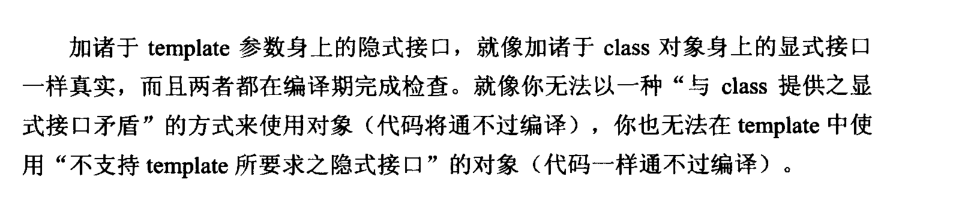 加诸于 template 参数身上的隐式接口，就像加诸于 class 对象身上的显式接口
一样真实，而且两者都在编译期完成检查。就像你无法以一种“与 class 提供之显
式接口矛盾”的方式来使用对象（代码将通不过编译），你也无法在 template 中使
用“不支持 template 所要求之隐式接口”的对象（代码一样通不过编译）。